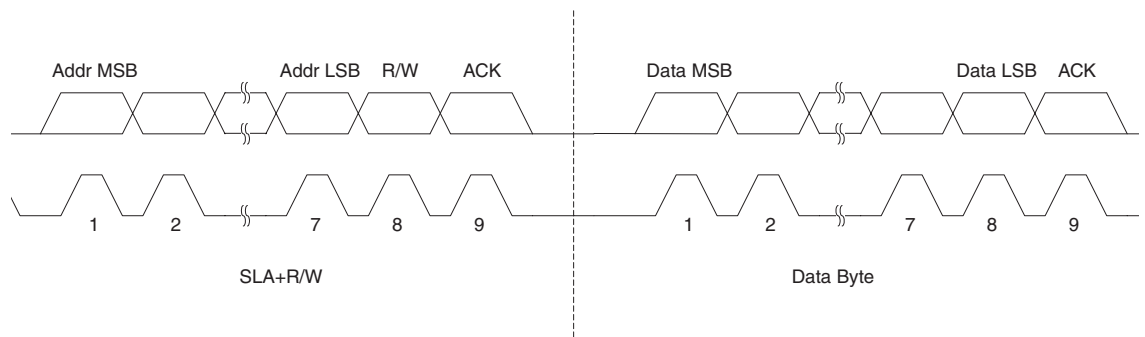 Addr MSB Addr LSB R/W ACK Data MSB Data LSB ACK
1 2 7 8 9 1 2 7 8 9
SLA+R/W Data Byte